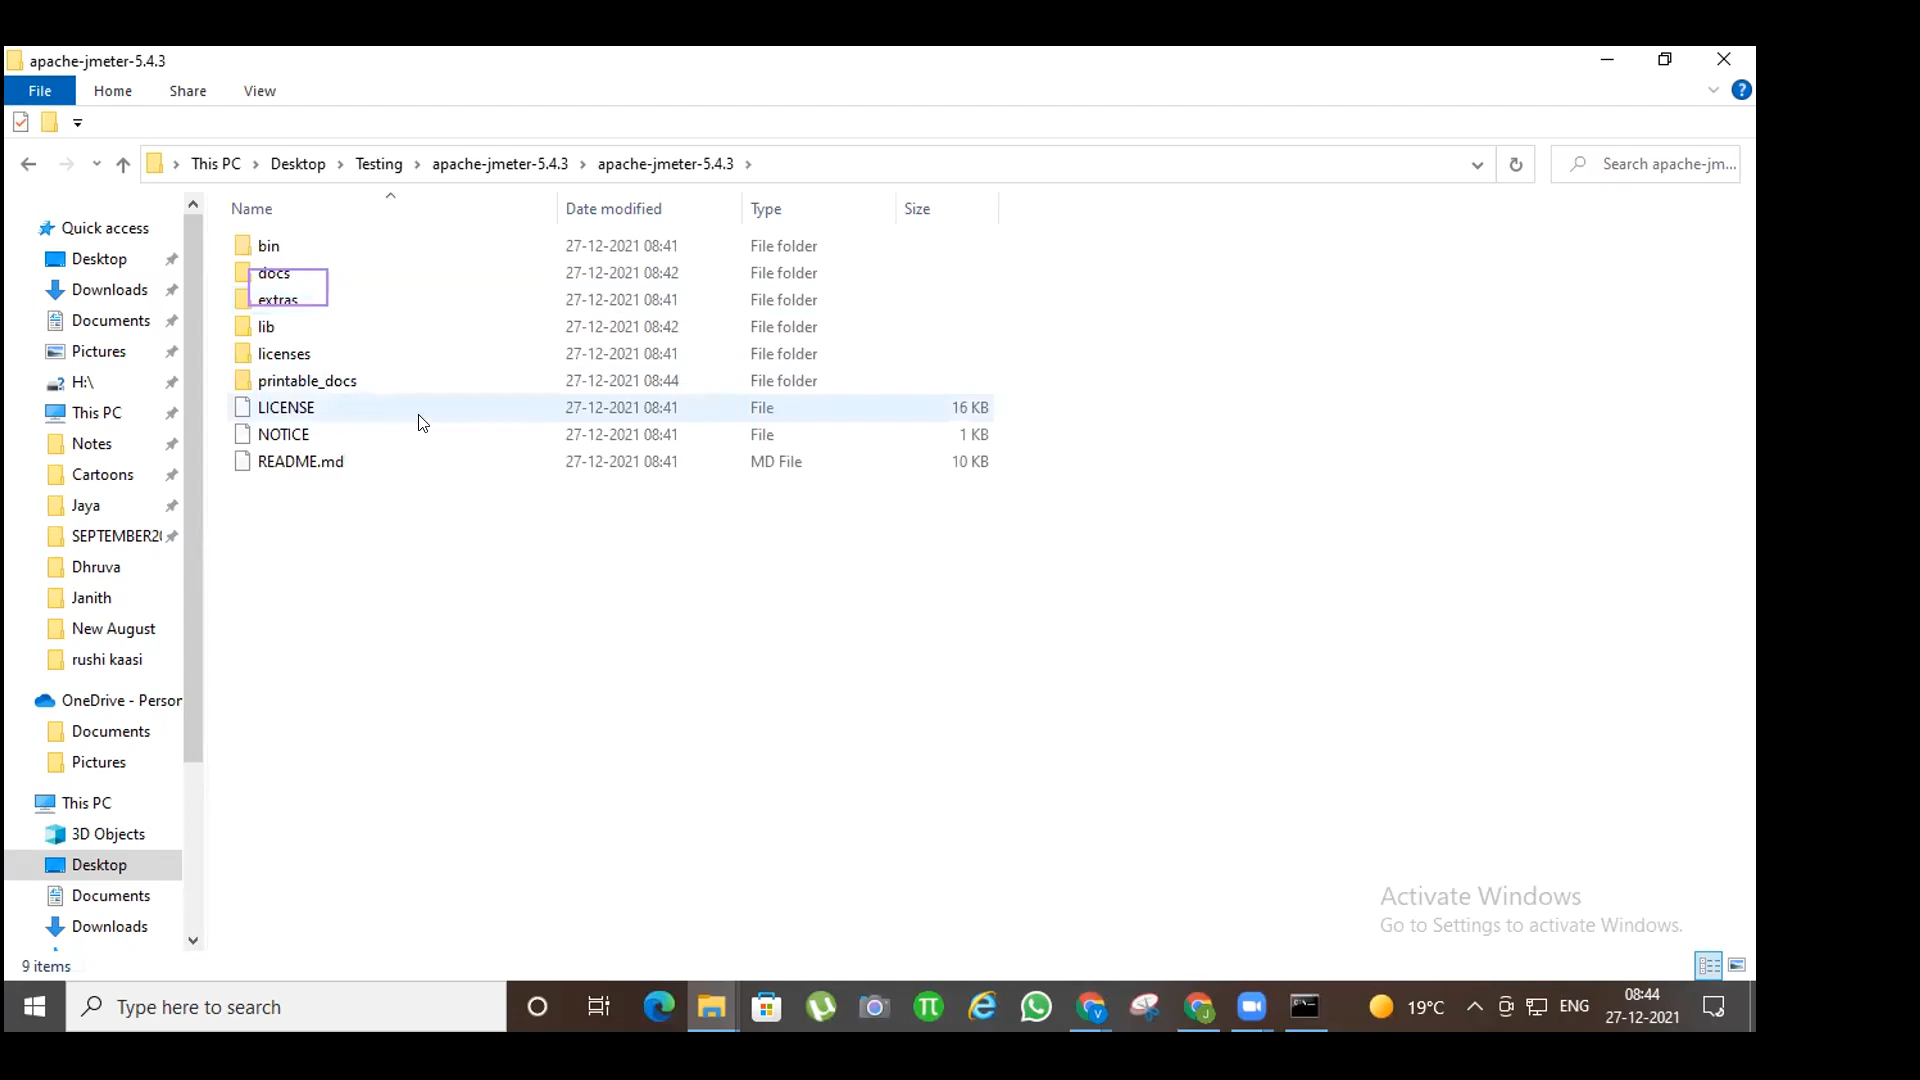 apache-jmeter-5.4.3
File Home Share View
This PC Desktop Testing apache-jmeter-5.4.3 apache-jmeter-5.4.3
Search apache-jm...
Name Date modified Type Size
bin 27-12-2021 08:41 File folder
docs 27-12-2021 08:42 File folder
extras 27-12-2021 08:41 File folder
lib 27-12-2021 08:42 File folder
licenses 27-12-2021 08:41 File folder
printable_docs 27-12-2021 08:44 File folder
LICENSE 27-12-2021 08:41 File 16 KB
NOTICE 27-12-2021 08:41 File 1 KB
README.md 27-12-2021 08:41 MD File 10 KB
Quick access
Desktop
Downloads
Documents
Pictures
H:\
This PC
Notes
Cartoons
Jaya
SEPTEMBER20
Dhruva
Janith
New August
rushi kaasi
OneDrive - Person
Documents
Pictures
This PC
3D Objects
Desktop
Documents
Downloads
Activate Windows
Go to Settings to activate Windows.
9 items
Type here to search
19°C
ENG
08:44
27-12-2021